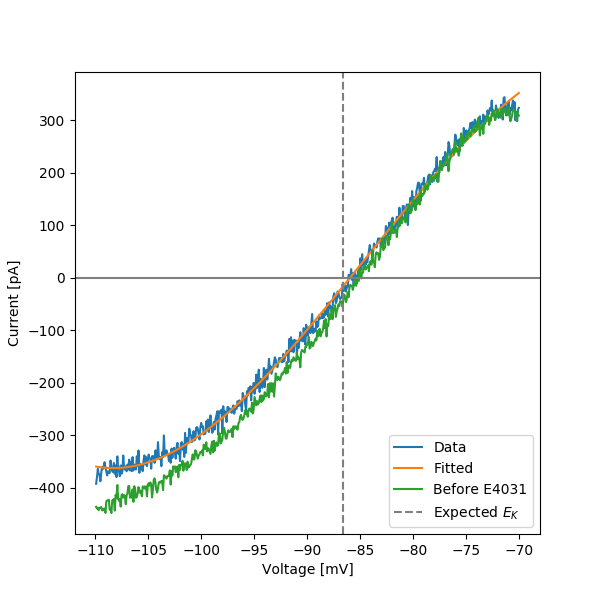 300
200
100
0
−100
−200
−300
−400
Current [pA]
Data
Fitted
Before E4031
Expected E_K
−110 −105 −100 −95 −90 −85 −80 −75 −70
Voltage [mV]